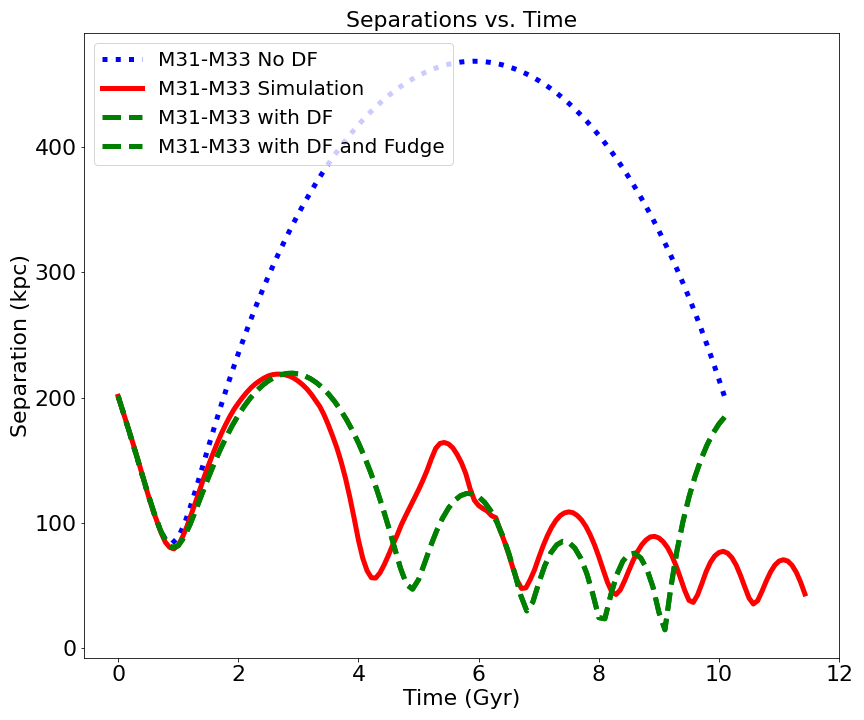 Separations vs. Time
M31-M33 No DF
M31-M33 Simulation
M31-M33 with DF
M31-M33 with DF and Fudge
400
300
200
100
0
Separation (kpc)
0 2 4 6 8 10 12
Time (Gyr)